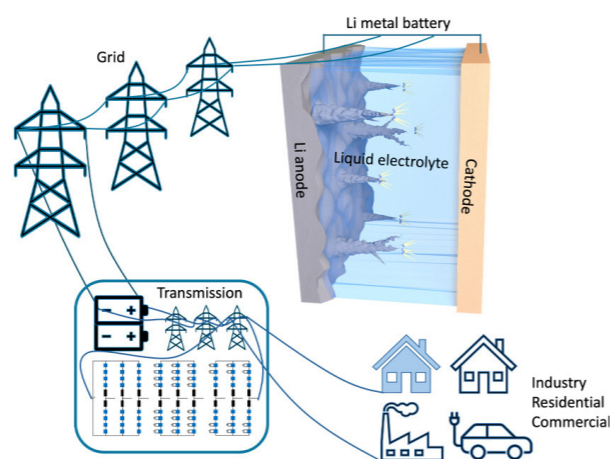 Li metal battery
Grid
Li anode
Liquid electrolyte
Cathode
Transmission
Industry
Residential
Commercial